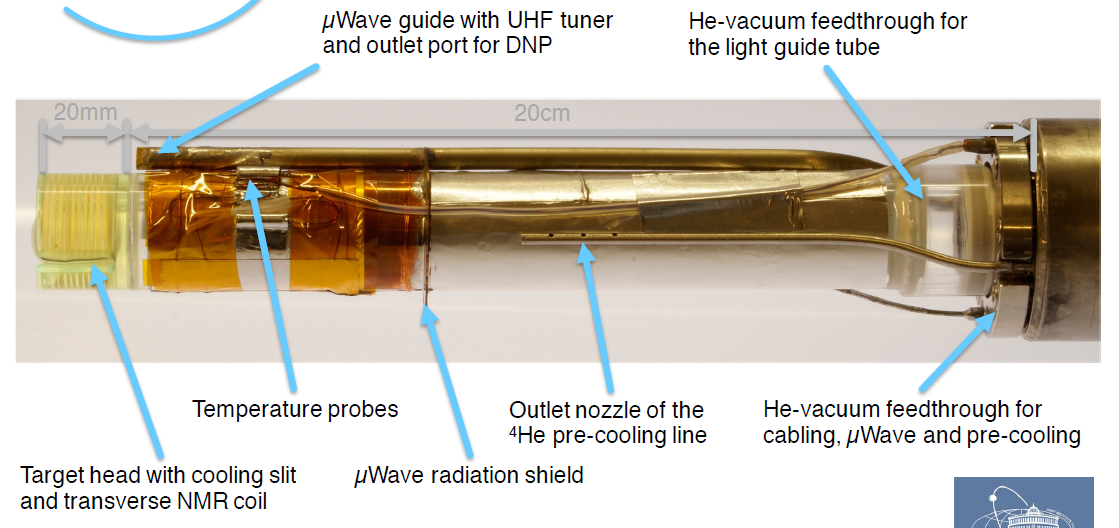 μWave guide with UHF tuner
and outlet port for DNP
He-vacuum feedthrough for
the light guide tube
20mm
20cm
Temperature probes
Outlet nozzle of the
⁴He pre-cooling line
He-vacuum feedthrough for
cabling, μWave and pre-cooling
Target head with cooling slit
and transverse NMR coil
μWave radiation shield